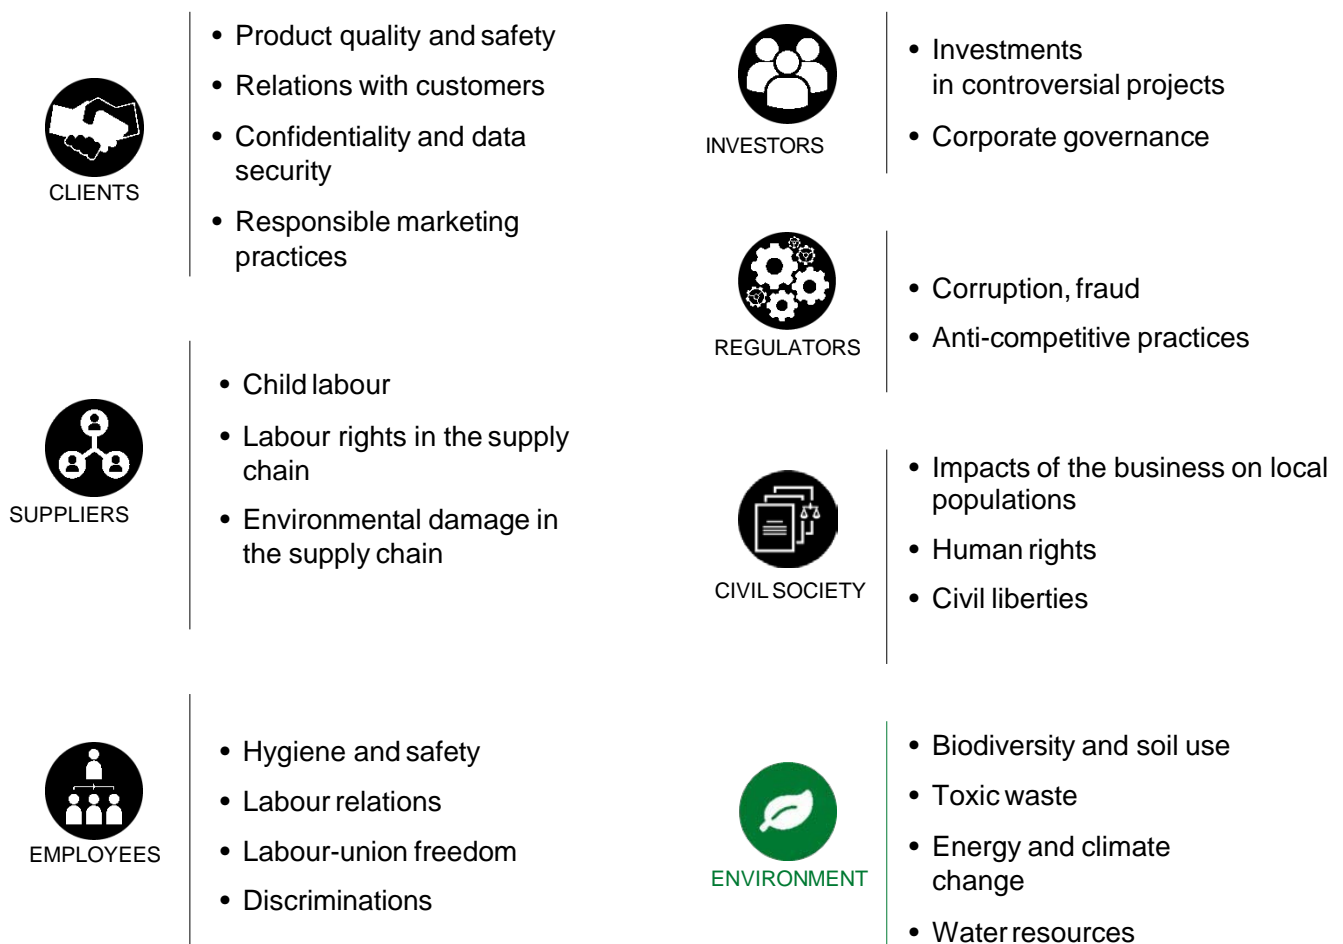 • Product quality and safety
• Relations with customers
• Confidentiality and data
security
• Responsible marketing
practices
CLIENTS
• Child labour
• Labour rights in the supply
chain
• Environmental damage in
the supply chain
SUPPLIERS
• Hygiene and safety
• Labour relations
• Labour-union freedom
• Discriminations
EMPLOYEES
• Investments
in controversial projects
• Corporate governance
INVESTORS
• Corruption, fraud
• Anti-competitive practices
REGULATORS
• Impacts of the business on local
populations
• Human rights
• Civil liberties
CIVIL SOCIETY
• Biodiversity and soil use
• Toxic waste
• Energy and climate
change
• Water resources
ENVIRONMENT